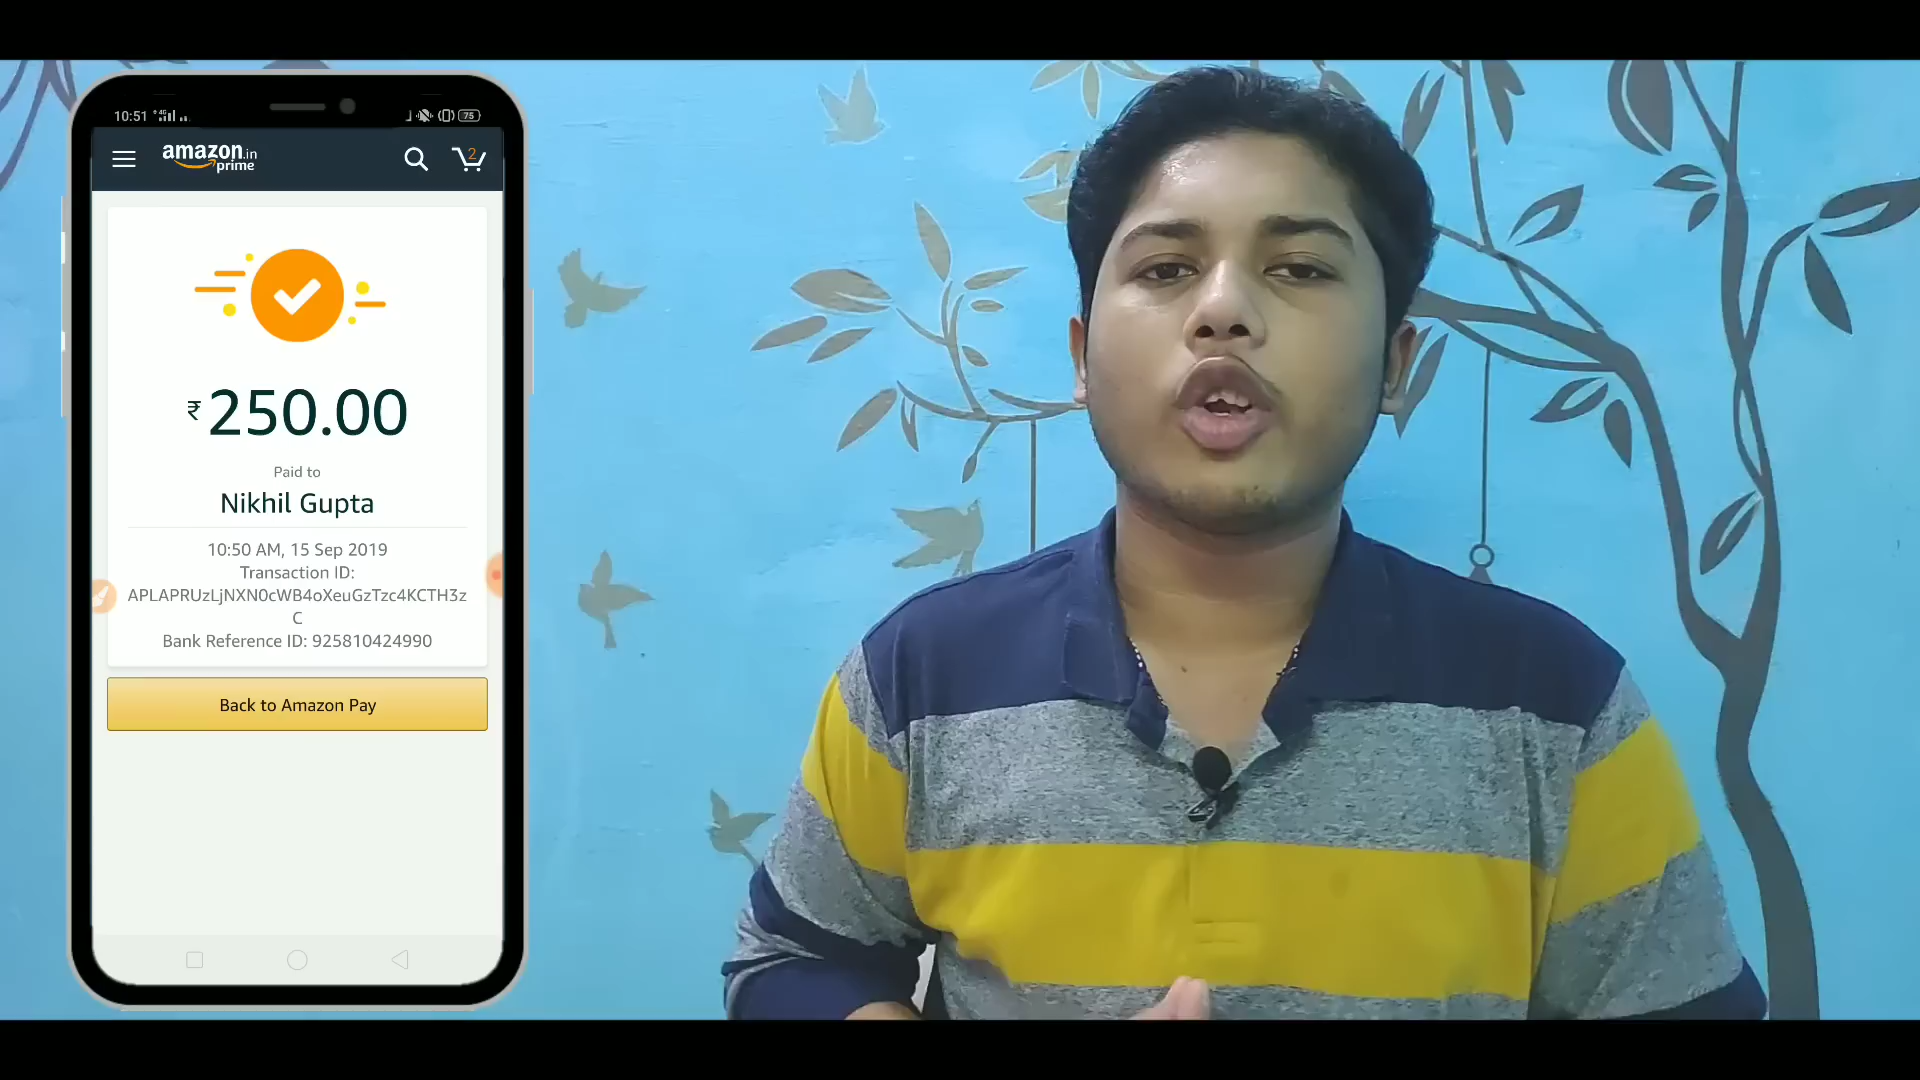 10:51
75
amazon.in
prime
2
₹250.00
Paid to
Nikhil Gupta
10:50 AM, 15 Sep 2019
Transaction ID:
APLAPRUzLjNXN0cWB4oXeuGzTzc4KCTH3z
C
Bank Reference ID: 925810424990
Back to Amazon Pay